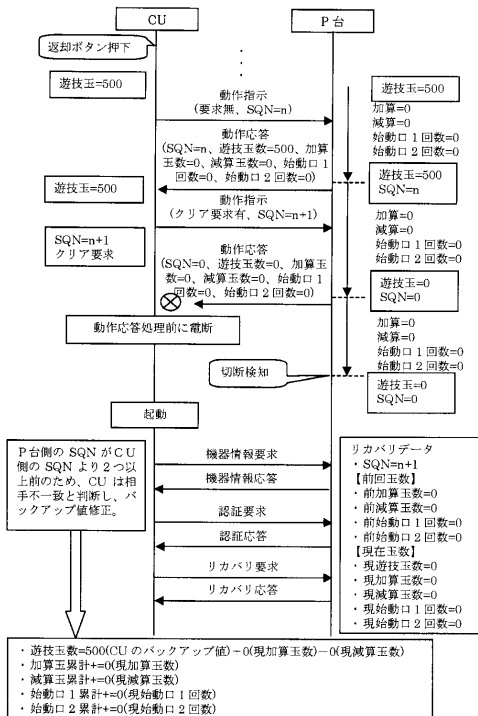 CU
P台
返却ボタン押下
・
・
・
遊技玉=500
動作指示
(要求無、SQN=n)
遊技玉=500
加算=0
減算=0
始動口1回数=0
始動口2回数=0
動作応答
(SQN=n、遊技玉数=500、加算
玉数=0、減算玉数=0、始動口1
回数=0、始動口2回数=0)
遊技玉=500
遊技玉=500
SQN=n
動作指示
(クリア要求有、SQN=n+1)
加算=0
減算=0
始動口1回数=0
始動口2回数=0
SQN=n+1
クリア要求
動作応答
(SQN=0、遊技玉数=0、加算玉
数=0、減算玉数=0、始動口1
回数=0、始動口2回数=0)
遊技玉=0
SQN=0
動作応答処理前に電断
加算=0
減算=0
始動口1回数=0
始動口2回数=0
切断検知
遊技玉=0
SQN=0
起動
P台側のSQNがCU
側のSQNより2つ以
上前のため、CUは相
手不一致と判断し、バ
ックアップ値修正。
機器情報要求
機器情報応答
認証要求
認証応答
リカバリ要求
リカバリ応答
リカバリデータ
・SQN=n+1
【前回玉数】
・前加算玉数=0
・前減算玉数=0
・前始動口1回数=0
・前始動口2回数=0
【現在玉数】
・現遊技玉数=0
・現加算玉数=0
・現減算玉数=0
・現始動口1回数=0
・現始動口2回数=0
・遊技玉数=500(CUのバックアップ値)+0(現加算玉数)-0(現減算玉数)
・加算玉累計+=0(現加算玉数)
・減算玉累計+=0(現減算玉数)
・始動口1累計+=0(現始動口1回数)
・始動口2累計+=0(現始動口2回数)